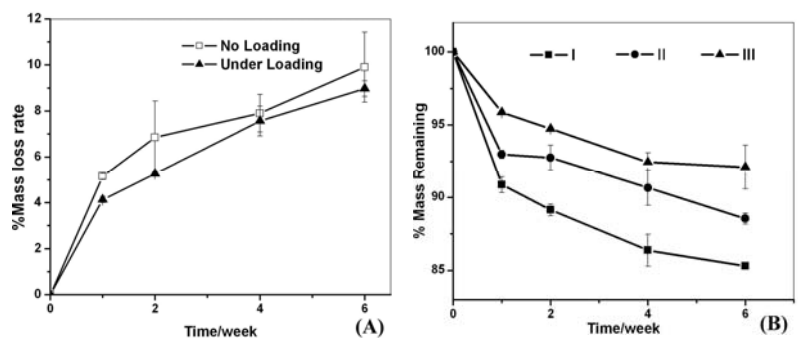 12
10
8
6
4
2
0
%Mass loss rate
No Loading
Under Loading
0 2 4 6
Time/week
(A)
100
95
90
85
% Mass Remaining
I II III
0 2 4 6
Time/week
(B)